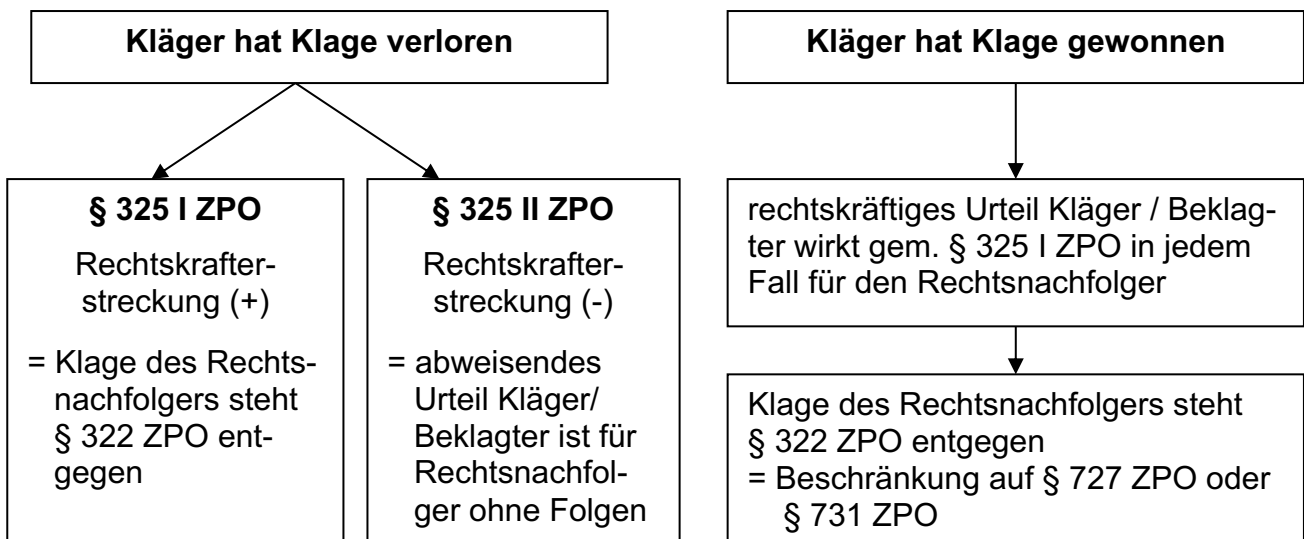 Kläger hat Klage verloren
§ 325 I ZPO
Rechtskrafter-
streckung (+)
= Klage des Rechts-
nachfolgers steht
§ 322 ZPO ent-
gegen
§ 325 II ZPO
Rechtskrafter-
streckung (-)
= abweisendes
Urteil Kläger/
Beklagter ist für
Rechtsnachfol-
ger ohne Folgen
Kläger hat Klage gewonnen
rechtskräftiges Urteil Kläger / Beklag-
ter wirkt gem. § 325 I ZPO in jedem
Fall für den Rechtsnachfolger
Klage des Rechtsnachfolgers steht
§ 322 ZPO entgegen
= Beschränkung auf § 727 ZPO oder
§ 731 ZPO